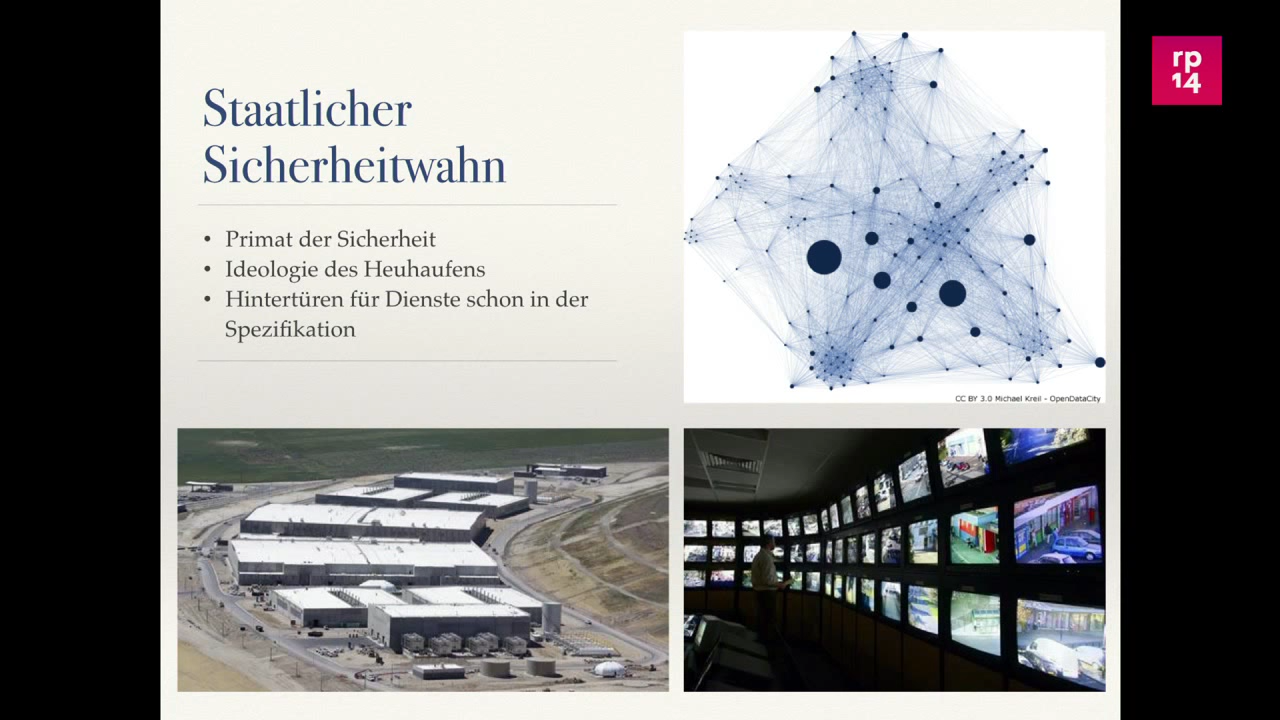 Staatlicher
Sicherheitwahn
• Primat der Sicherheit
• Ideologie des Heuhaufens
• Hintertüren für Dienste schon in der
Spezifikation
CC BY 3.0 Michael Kreil - OpenDataCity
rp
14